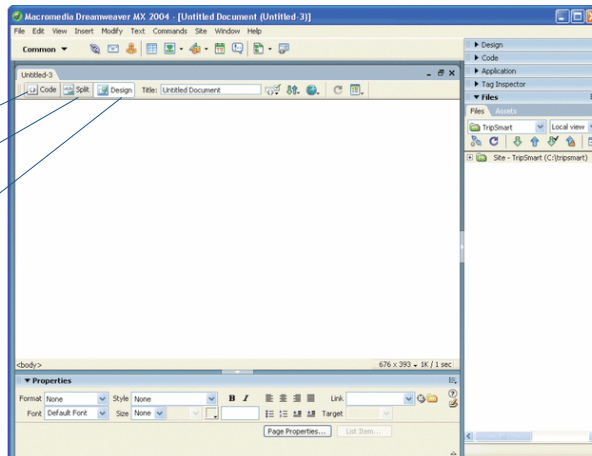 Macromedia Dreamweaver MX 2004 - [Untitled Document (Untitled-3)]
File Edit View Insert Modify Text Commands Site Window Help
Common
Design
Code
Application
Tag Inspector
Files
Files Assets
TripSmart Local view
Site - TripSmart (C:\tripsmart)
Untitled-3
Code Split Design Title: Untitled Document
<body> 676 x 393 1K / 1 sec
Properties
Format None Style None B I Link
Font Default Font Size None Target
Page Properties... List Item...